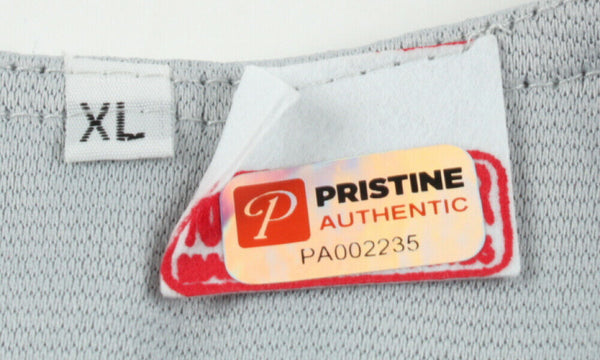 XL
P PRISTINE
AUTHENTIC
PA002235